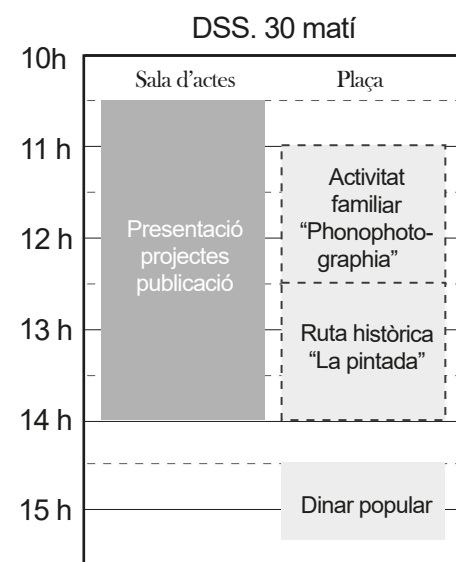 DSS. 30 matí
10h
Sala d’actes
Plaça
11 h
Activitat
familiar
“Phonophoto-
graphia”
12 h
Presentació
projectes
publicació
13 h
Ruta històrica
“La pintada”
14 h
15 h
Dinar popular